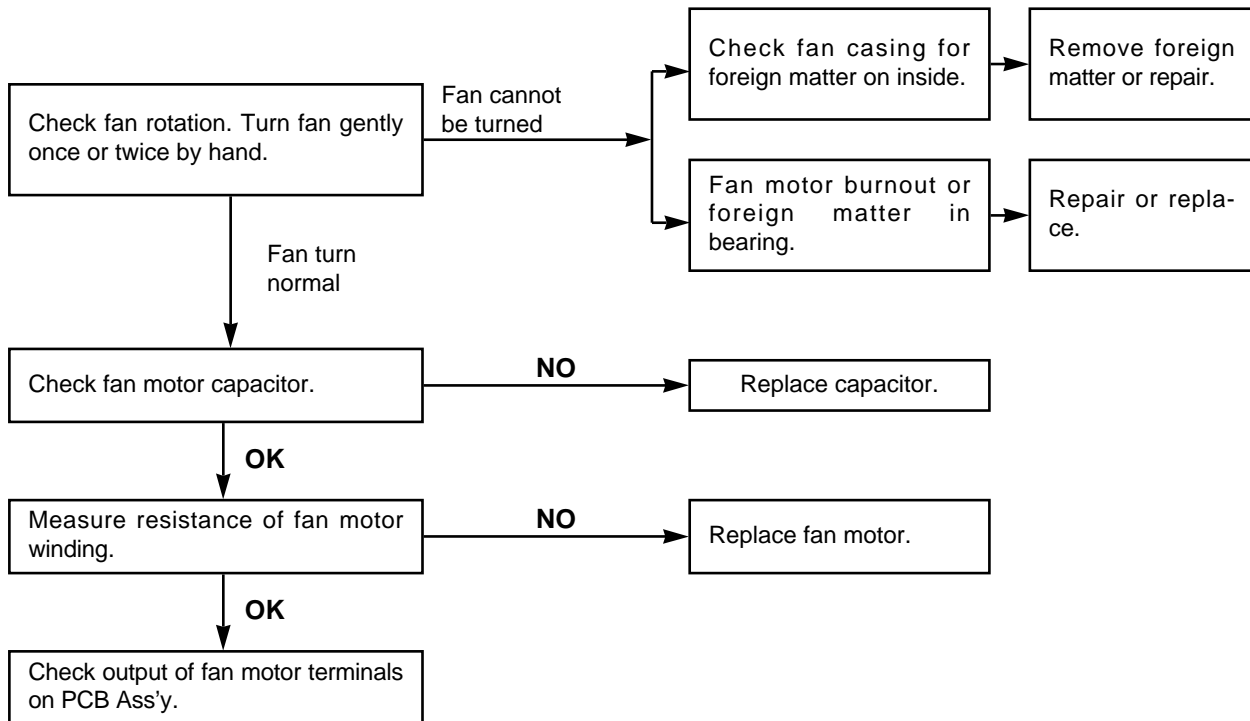 Check fan rotation. Turn fan gently
once or twice by hand.
Fan cannot
be turned
Check fan casing for
foreign matter on inside.
Remove foreign
matter or repair.
Fan motor burnout or
foreign matter in
bearing.
Repair or repla-
ce.
Fan turn
normal
Check fan motor capacitor.
NO
Replace capacitor.
OK
Measure resistance of fan motor
winding.
NO
Replace fan motor.
OK
Check output of fan motor terminals
on PCB Ass'y.